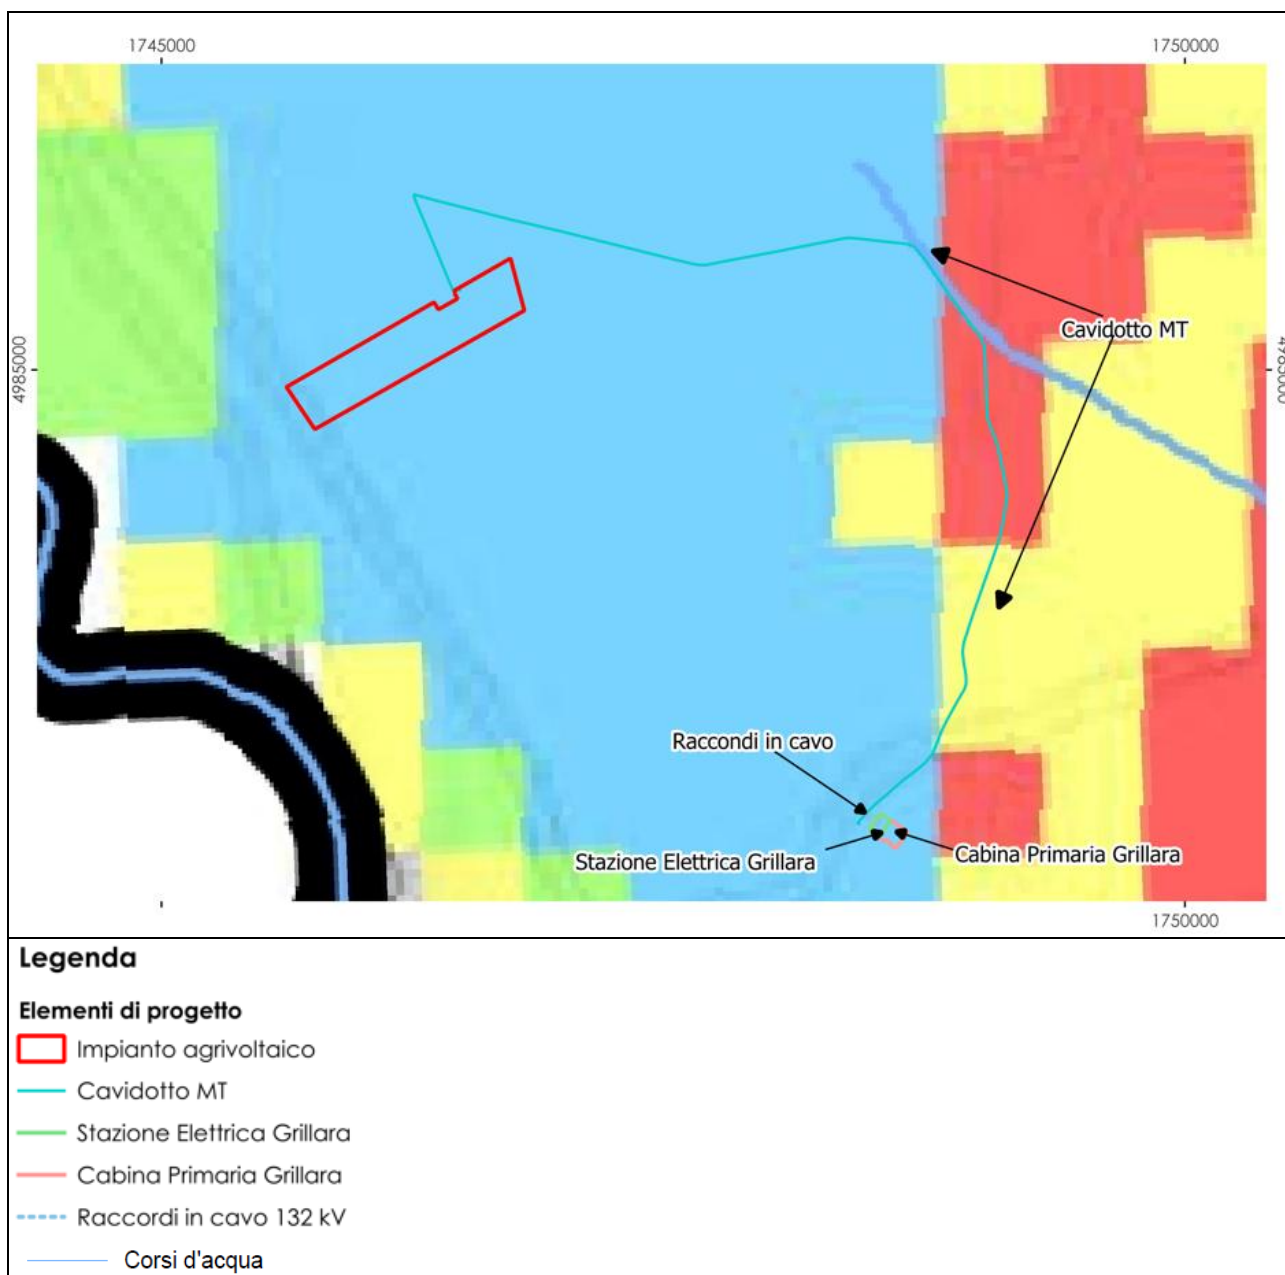 1745000 1750000
Cavidotto MT
4985000
4985000
Raccondi in cavo
Stazione Elettrica Grillara
Cabina Primaria Grillara
1750000
Legenda
Elementi di progetto
Impianto agrivoltaico
Cavidotto MT
Stazione Elettrica Grillara
Cabina Primaria Grillara
Raccordi in cavo 132 kV
Corsi d'acqua